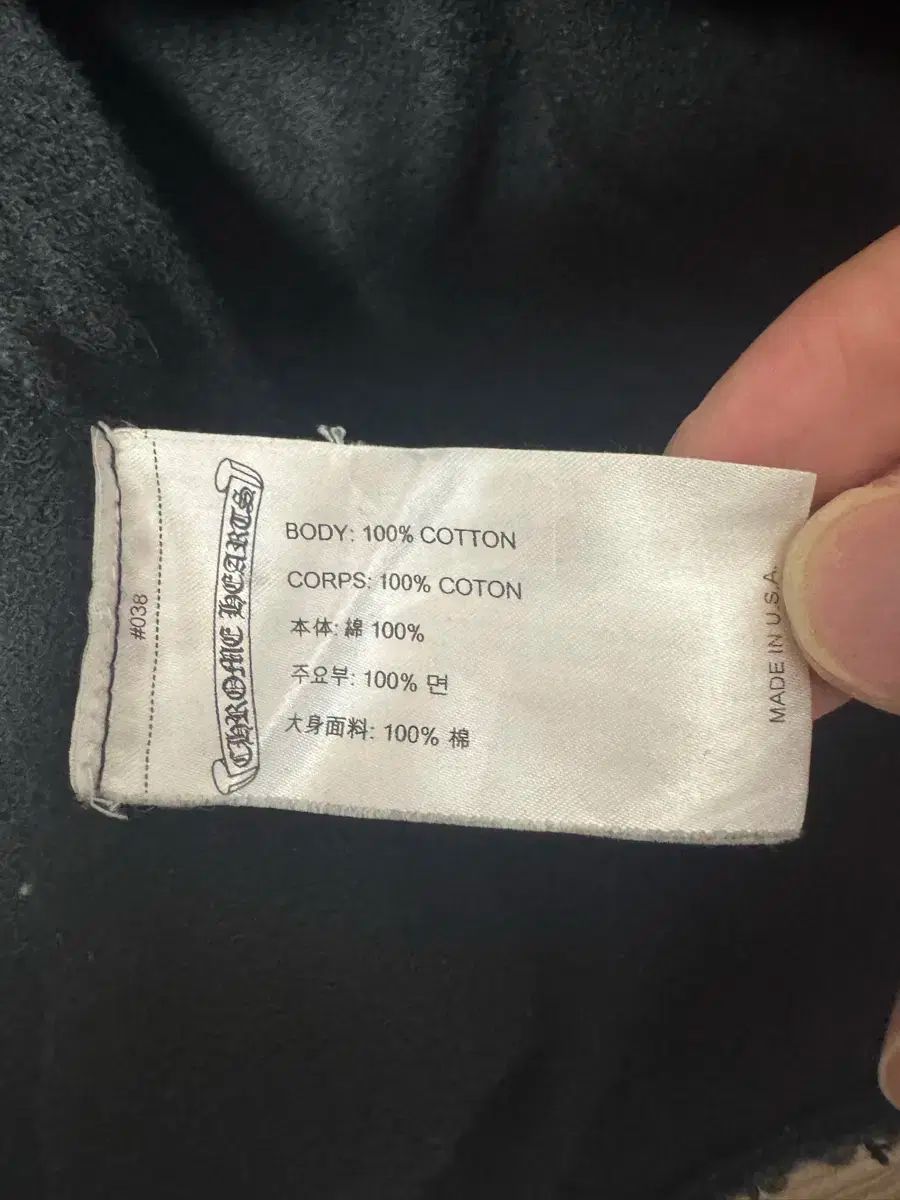 #038
CHROME HEARTS
BODY: 100% COTTON
CORPS: 100% COTON
本体: 綿 100%
주요부: 100% 면
大身面料: 100% 棉
MADE IN U.S.A.